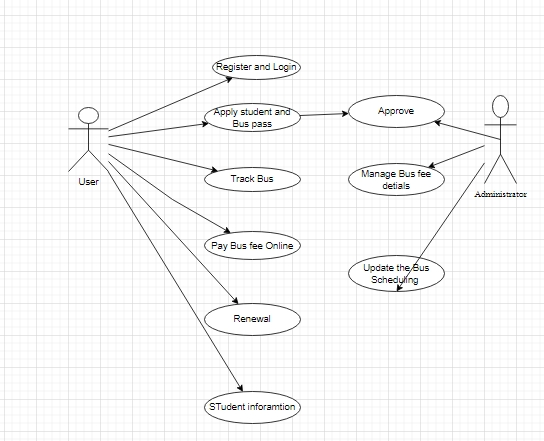 Register and Login
Apply student and
Bus pass
Approve
Track Bus
Manage Bus fee
detials
User
Administrator
Pay Bus fee Online
Update the Bus
Scheduling
Renewal
STudent inforamtion